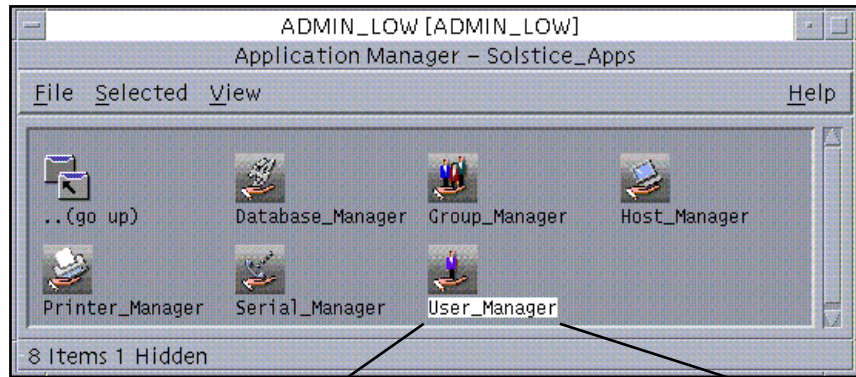 ADMIN_LOW [ADMIN_LOW]
Application Manager – Solstice_Apps
File Selected View Help
..(go up) Database_Manager Group_Manager Host_Manager
Printer_Manager Serial_Manager User_Manager
8 Items 1 Hidden